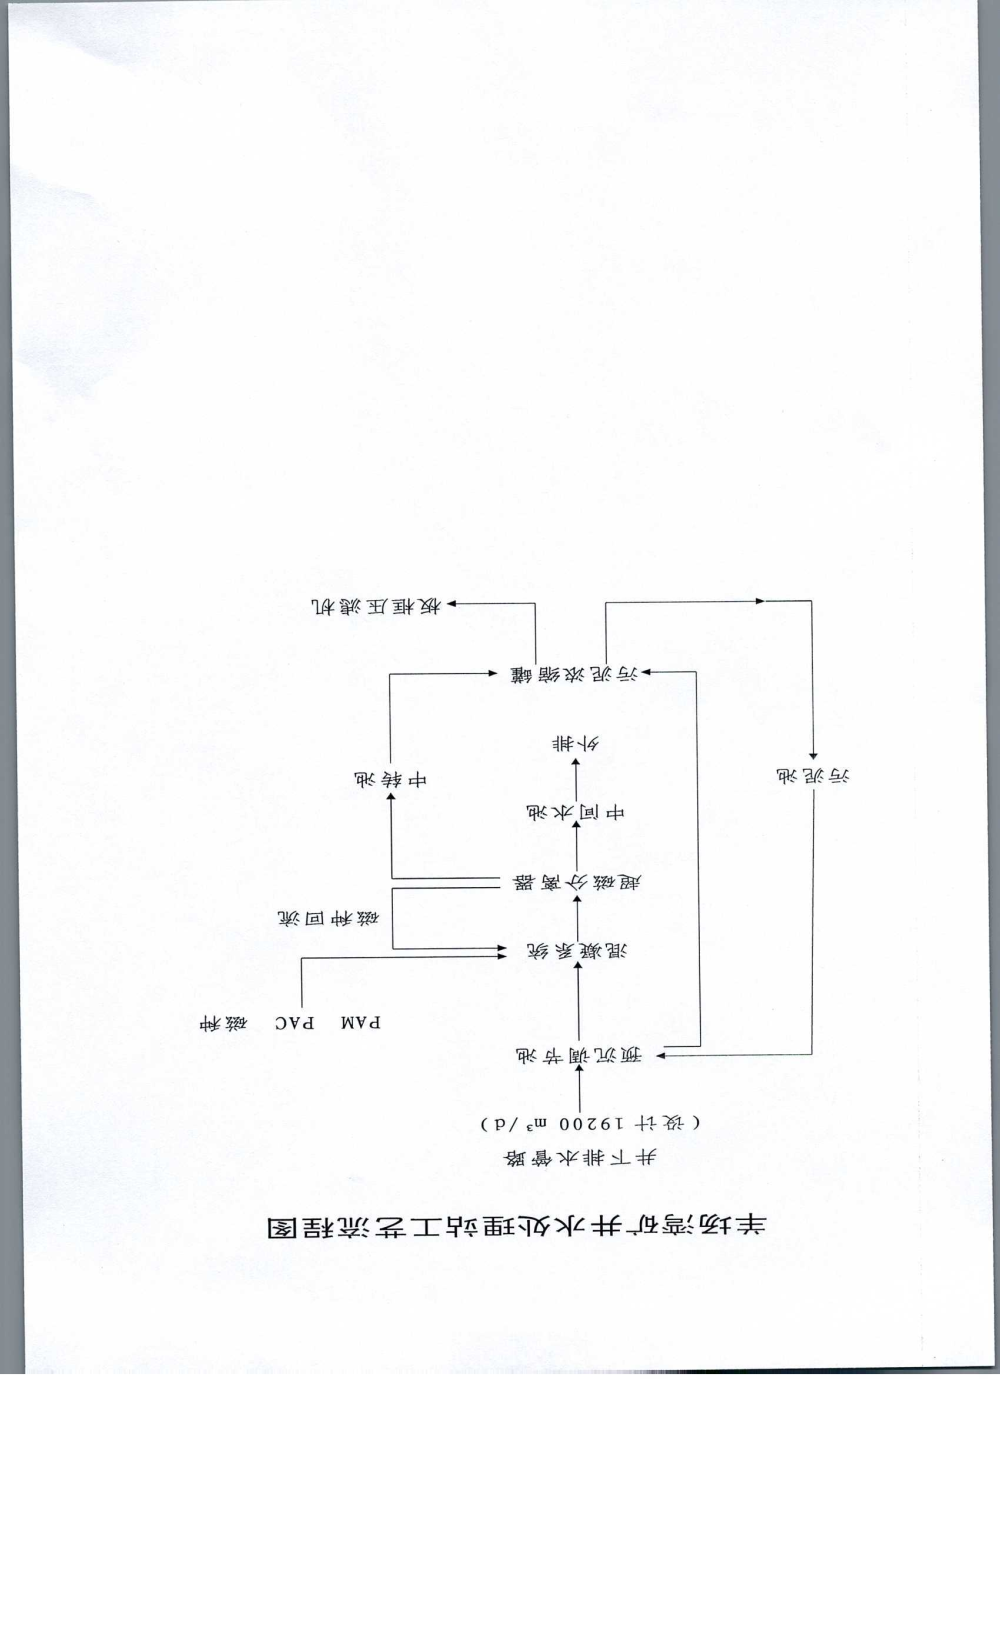 羊场湾矿井水处理站工艺流程图
井下排水管路
(设计 19200 m³/d)
预沉调节池
PAM PAC 磁种
混凝系统
磁种回流
超磁分离器
中间水池
中转池
污泥池
外排
污泥浓缩罐
板框压滤机